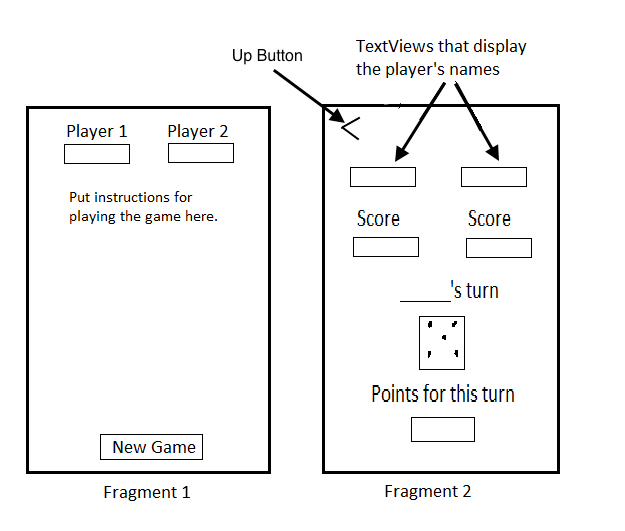 Up Button
TextViews that display
the player's names
Player 1
Player 2
Put instructions for
playing the game here.
New Game
Fragment 1
Score
Score
_____'s turn
Points for this turn
Fragment 2